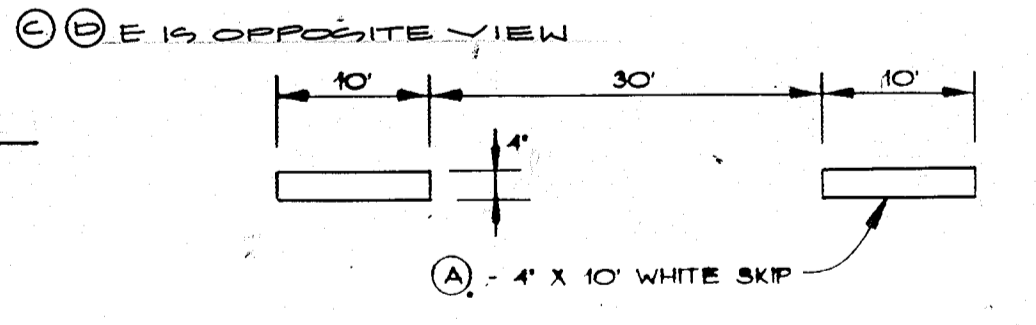 C D E IS OPPOSITE VIEW
10' 30' 10'
4"
A - 4" X 10' WHITE SKIP